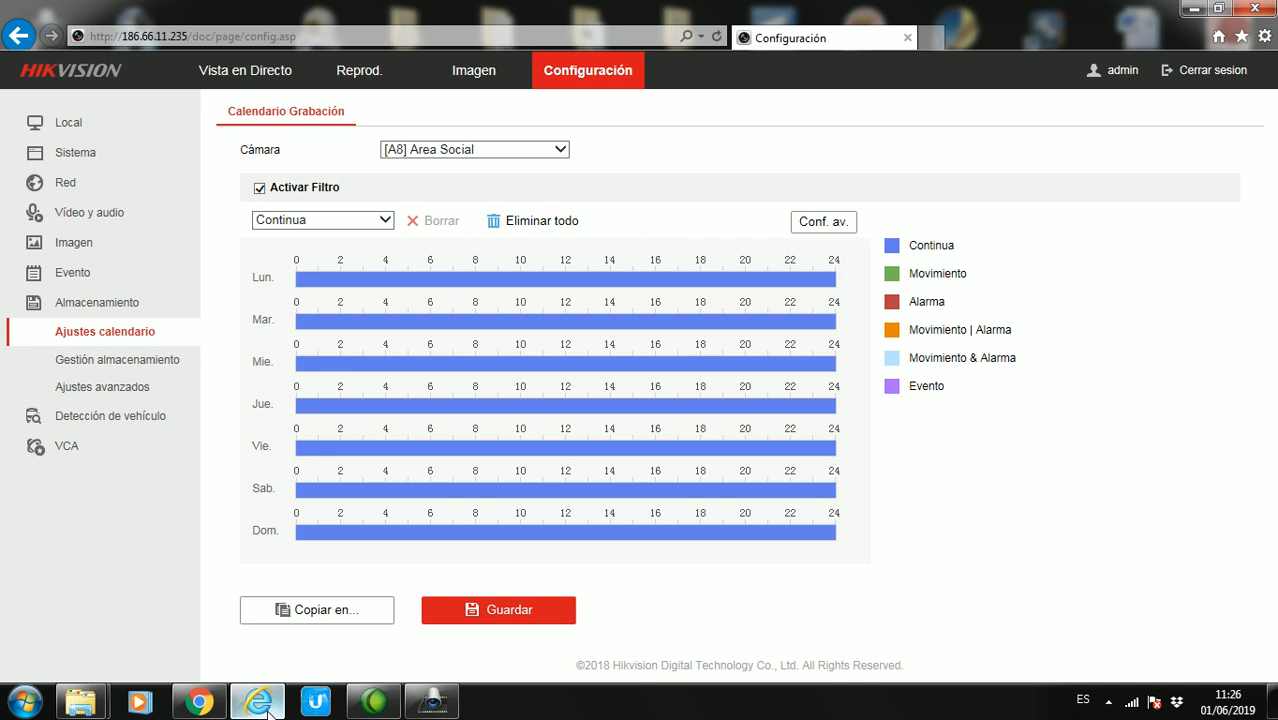 http://186.66.11.235/doc/page/config.asp
Configuración
HIKVISION
Vista en Directo
Reprod.
Imagen
Configuración
admin
Cerrar sesion
Local
Sistema
Red
Vídeo y audio
Imagen
Evento
Almacenamiento
Ajustes calendario
Gestión almacenamiento
Ajustes avanzados
Detección de vehículo
VCA
Calendario Grabación
Cámara
[A8] Area Social
Activar Filtro
Continua
Borrar
Eliminar todo
Conf. av.
0 2 4 6 8 10 12 14 16 18 20 22 24
Lun.
0 2 4 6 8 10 12 14 16 18 20 22 24
Mar.
0 2 4 6 8 10 12 14 16 18 20 22 24
Mie.
0 2 4 6 8 10 12 14 16 18 20 22 24
Jue.
0 2 4 6 8 10 12 14 16 18 20 22 24
Vie.
0 2 4 6 8 10 12 14 16 18 20 22 24
Sab.
0 2 4 6 8 10 12 14 16 18 20 22 24
Dom.
Continua
Movimiento
Alarma
Movimiento | Alarma
Movimiento & Alarma
Evento
Copiar en...
Guardar
©2018 Hikvision Digital Technology Co., Ltd. All Rights Reserved.
ES
11:26
01/06/2019